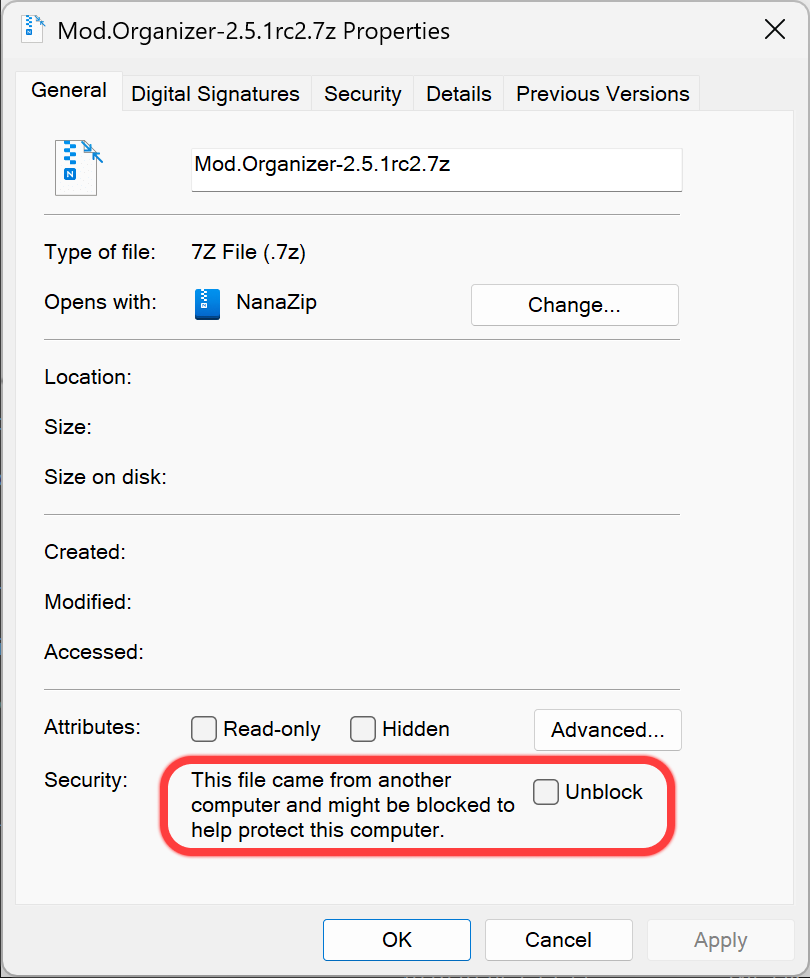 Mod.Organizer-2.5.1rc2.7z Properties
General Digital Signatures Security Details Previous Versions
N
Mod.Organizer-2.5.1rc2.7z
Type of file: 7Z File (.7z)
Opens with: N NanaZip Change...
Location:
Size:
Size on disk:
Created:
Modified:
Accessed:
Attributes: Read-only Hidden Advanced...
Security: This file came from another
computer and might be blocked to Unblock
help protect this computer.
OK Cancel Apply